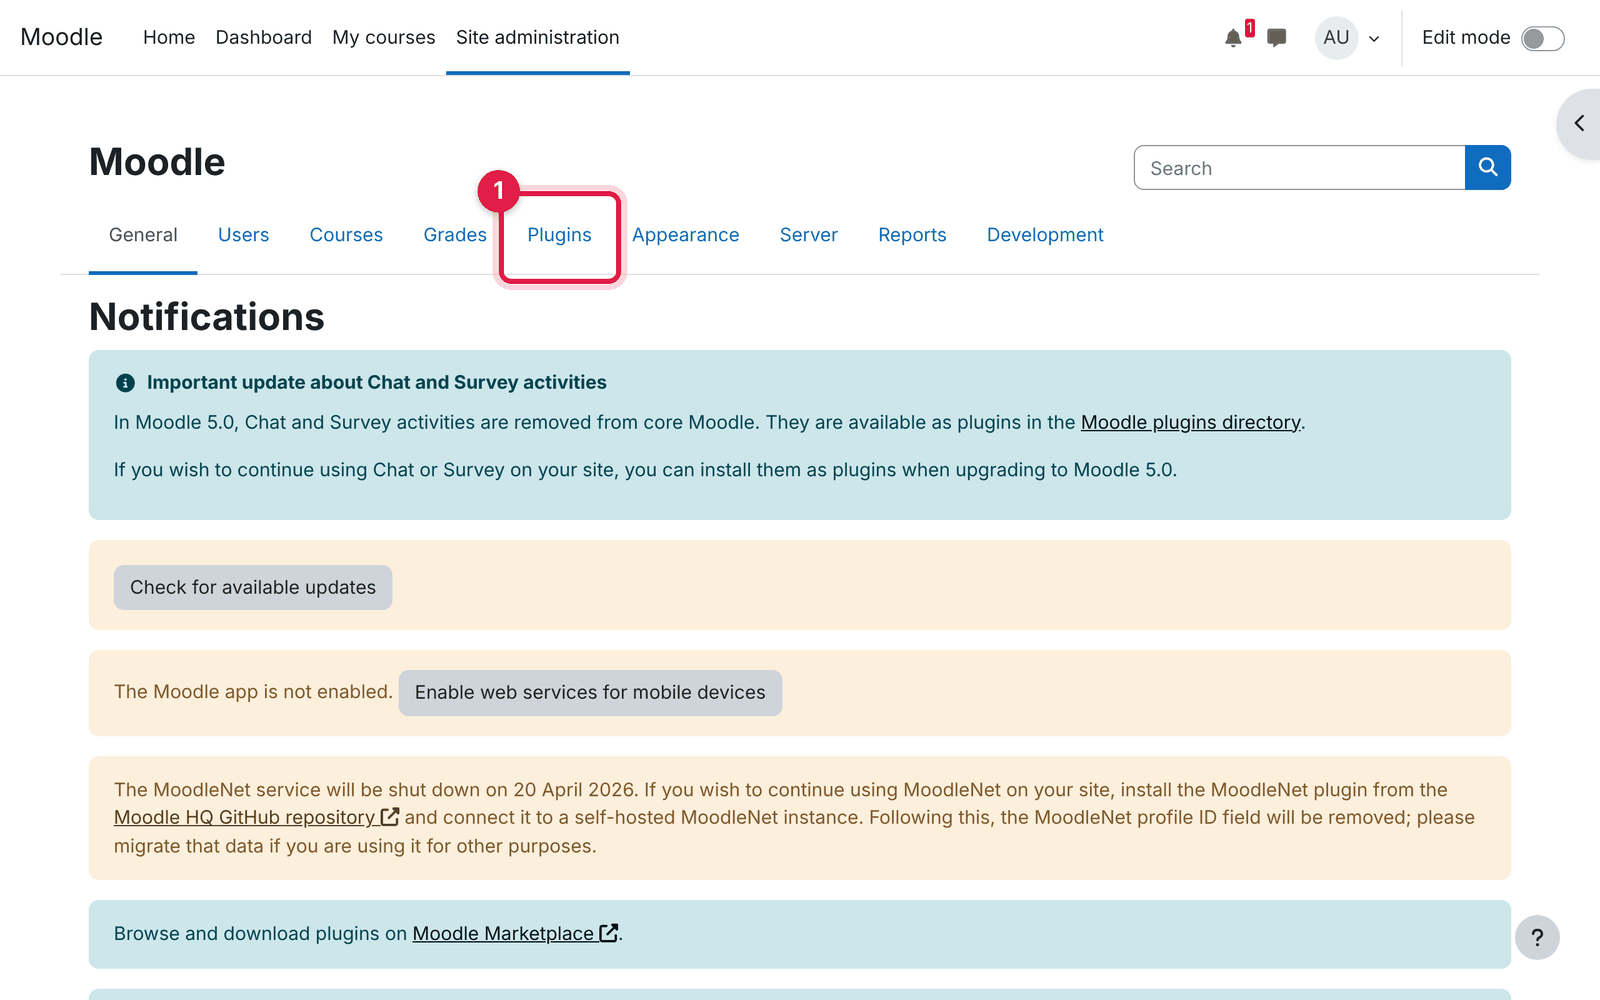 Moodle
Home
Dashboard
My courses
Site administration
1
AU
Edit mode
Moodle
Search
1
General
Users
Courses
Grades
Plugins
Appearance
Server
Reports
Development
Notifications
Important update about Chat and Survey activities
In Moodle 5.0, Chat and Survey activities are removed from core Moodle. They are available as plugins in the Moodle plugins directory.
If you wish to continue using Chat or Survey on your site, you can install them as plugins when upgrading to Moodle 5.0.
Check for available updates
The Moodle app is not enabled. Enable web services for mobile devices
The MoodleNet service will be shut down on 20 April 2026. If you wish to continue using MoodleNet on your site, install the MoodleNet plugin from the
Moodle HQ GitHub repository and connect it to a self-hosted MoodleNet instance. Following this, the MoodleNet profile ID field will be removed; please
migrate that data if you are using it for other purposes.
Browse and download plugins on Moodle Marketplace.
?